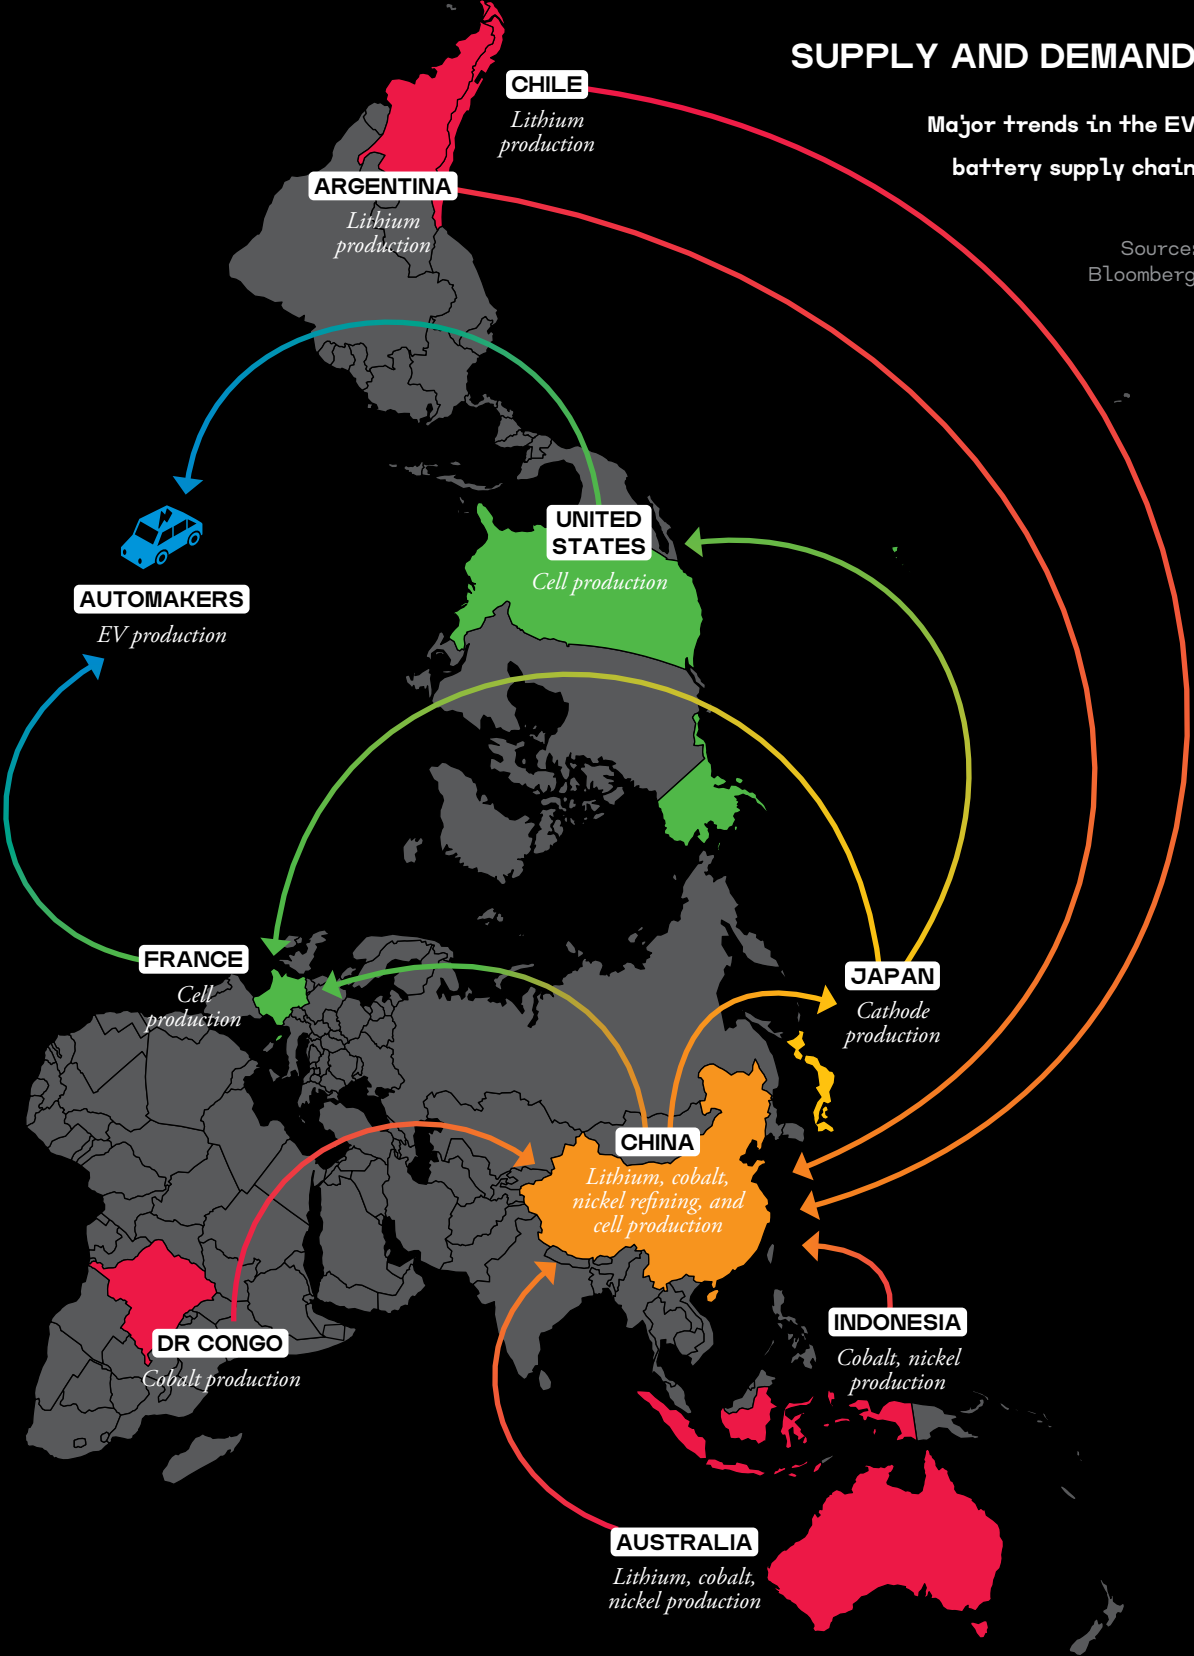 SUPPLY AND DEMAND
Major trends in the EV
battery supply chain
Sources
Bloomberg
CHILE
Lithium
production
ARGENTINA
Lithium
production
UNITED
STATES
Cell production
AUTOMAKERS
EV production
FRANCE
Cell
production
JAPAN
Cathode
production
CHINA
Lithium, cobalt,
nickel refining, and
cell production
DR CONGO
Cobalt production
INDONESIA
Cobalt, nickel
production
AUSTRALIA
Lithium, cobalt,
nickel production